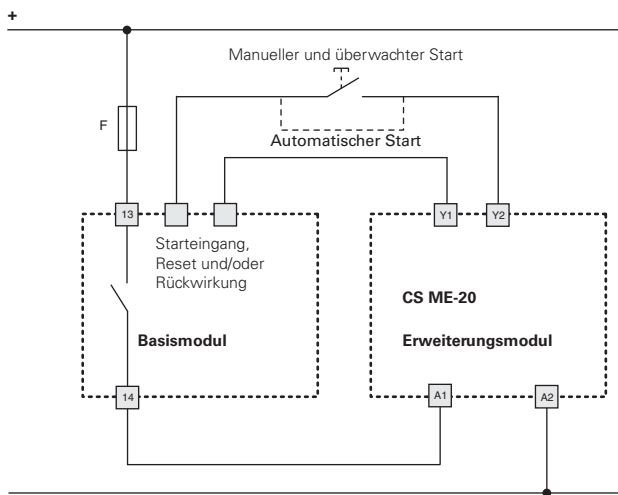 +
Manueller und überwachter Start
F
Automatischer Start
13
Y1
Y2
Starteingang,
Reset und/oder
Rückwirkung
CS ME-20
Basismodul
Erweiterungsmodul
14
A1
A2